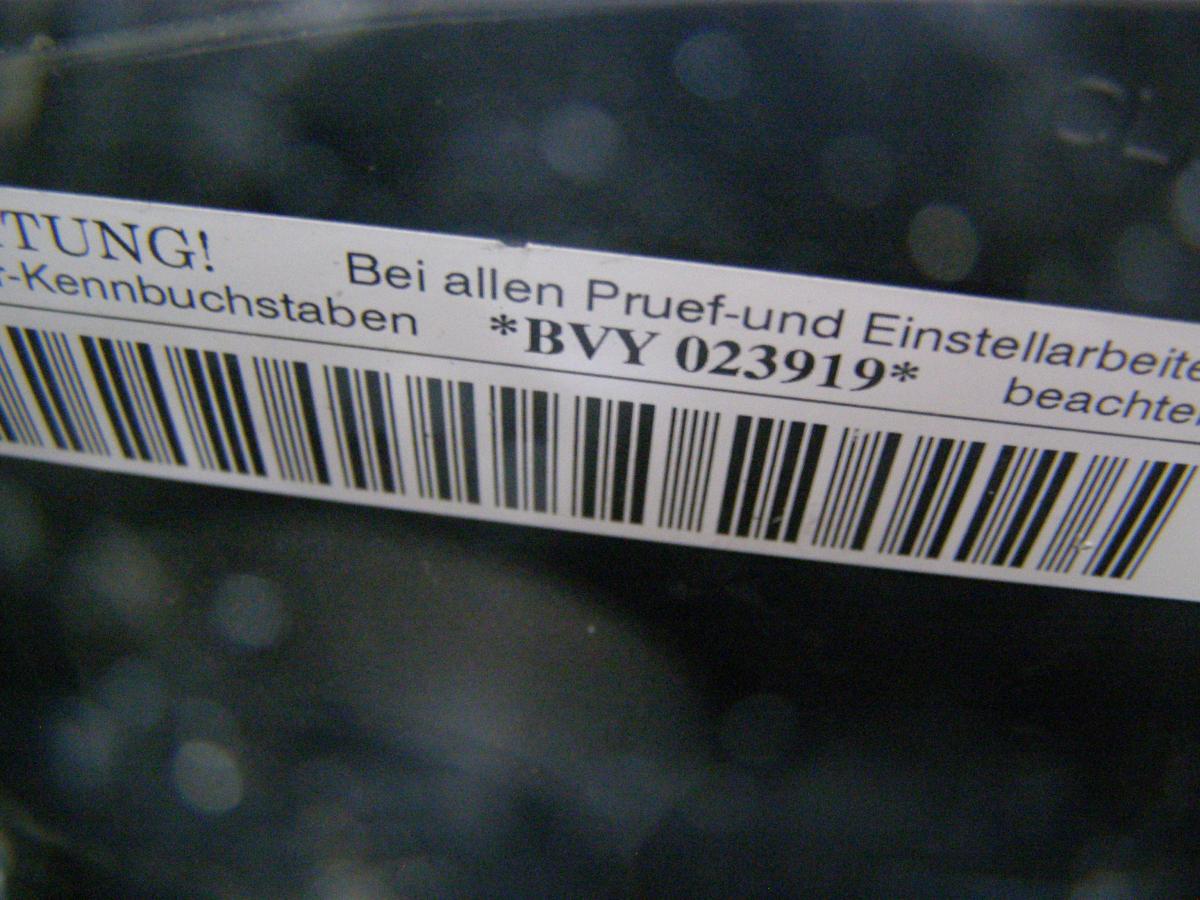 TUNG! Bei allen Pruef-und Einstellarbeite
r-Kennbuchstaben *BVY 023919* beachte